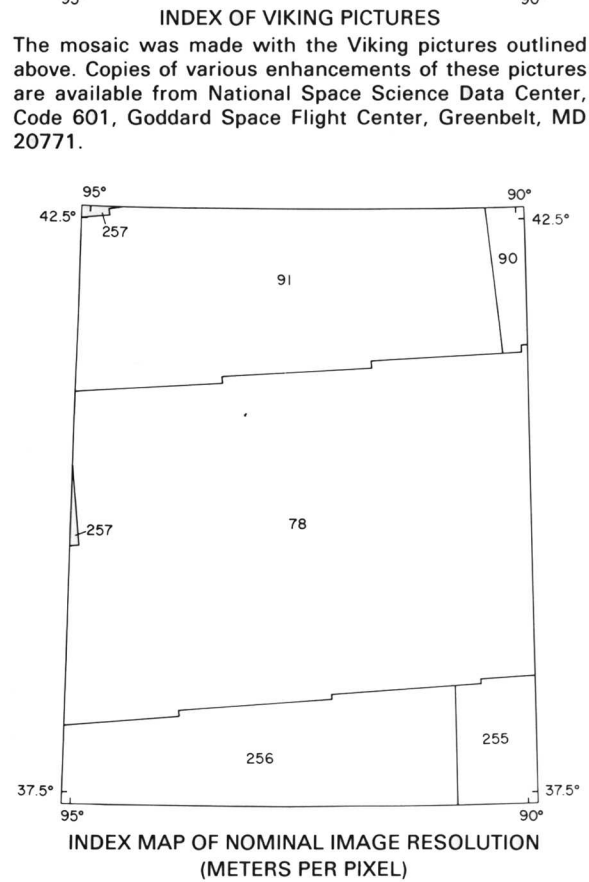 INDEX OF VIKING PICTURES
The mosaic was made with the Viking pictures outlined
above. Copies of various enhancements of these pictures
are available from National Space Science Data Center,
Code 601, Goddard Space Flight Center, Greenbelt, MD
20771.
95° 90°
42.5° 42.5°
257
90
91
78
257
255
256
37.5° 37.5°
95° 90°
INDEX MAP OF NOMINAL IMAGE RESOLUTION
(METERS PER PIXEL)